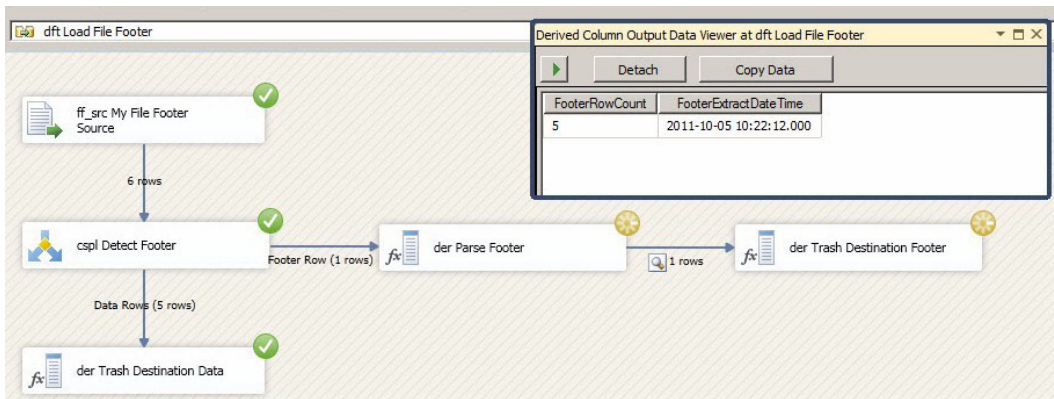 dft Load File Footer
Derived Column Output Data Viewer at dft Load File Footer
Detach
Copy Data
FooterRowCount FooterExtractDateTime
5 2011-10-05 10:22:12.000
ff_src My File Footer
Source
6 rows
cspl Detect Footer
Footer Row (1 rows)
fx
der Parse Footer
1 rows
fx
der Trash Destination Footer
Data Rows (5 rows)
fx
der Trash Destination Data